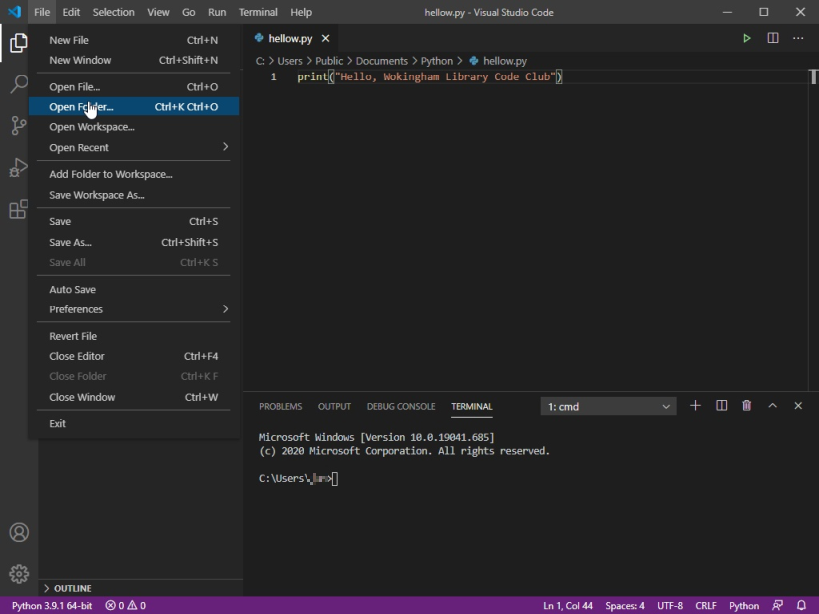 File Edit Selection View Go Run Terminal Help hellow.py - Visual Studio Code
New File Ctrl+N
New Window Ctrl+Shift+N
Open File... Ctrl+O
Open Folder... Ctrl+K Ctrl+O
Open Workspace...
Open Recent
Add Folder to Workspace...
Save Workspace As...
Save Ctrl+S
Save As... Ctrl+Shift+S
Save All Ctrl+K S
Auto Save
Preferences
Revert File
Close Editor Ctrl+F4
Close Folder Ctrl+K F
Close Window Ctrl+W
Exit
hellow.py
C: > Users > Public > Documents > Python > hellow.py
1 print("Hello, Wokingham Library Code Club")
PROBLEMS OUTPUT DEBUG CONSOLE TERMINAL 1: cmd
Microsoft Windows [Version 10.0.19041.685]
(c) 2020 Microsoft Corporation. All rights reserved.
C:\Users\
OUTLINE
Python 3.9.1 64-bit 0 0 Ln 1, Col 44 Spaces: 4 UTF-8 CRLF Python